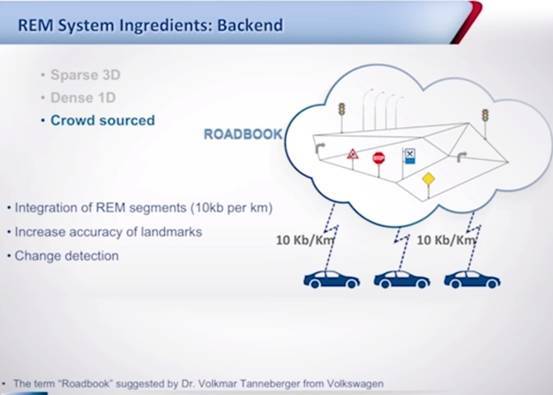 REM System Ingredients: Backend
• Sparse 3D
• Dense 1D
• Crowd sourced
ROADBOOK
STOP
• Integration of REM segments (10kb per km)
• Increase accuracy of landmarks
• Change detection
10 Kb/Km
10 Kb/Km
• The term "Roadbook" suggested by Dr. Volkmar Tanneberger from Volkswagen